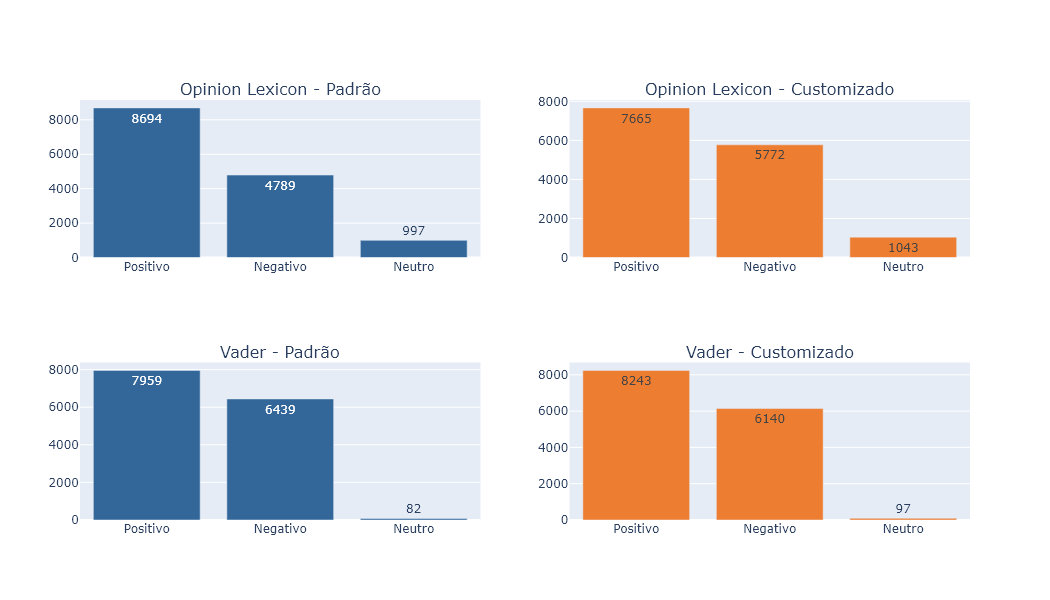 Opinion Lexicon - Padrão
8000
6000
4000
2000
0
8694
4789
997
Positivo
Negativo
Neutro
Opinion Lexicon - Customizado
8000
6000
4000
2000
0
7665
5772
1043
Positivo
Negativo
Neutro
Vader - Padrão
8000
6000
4000
2000
0
7959
6439
82
Positivo
Negativo
Neutro
Vader - Customizado
8000
6000
4000
2000
0
8243
6140
97
Positivo
Negativo
Neutro